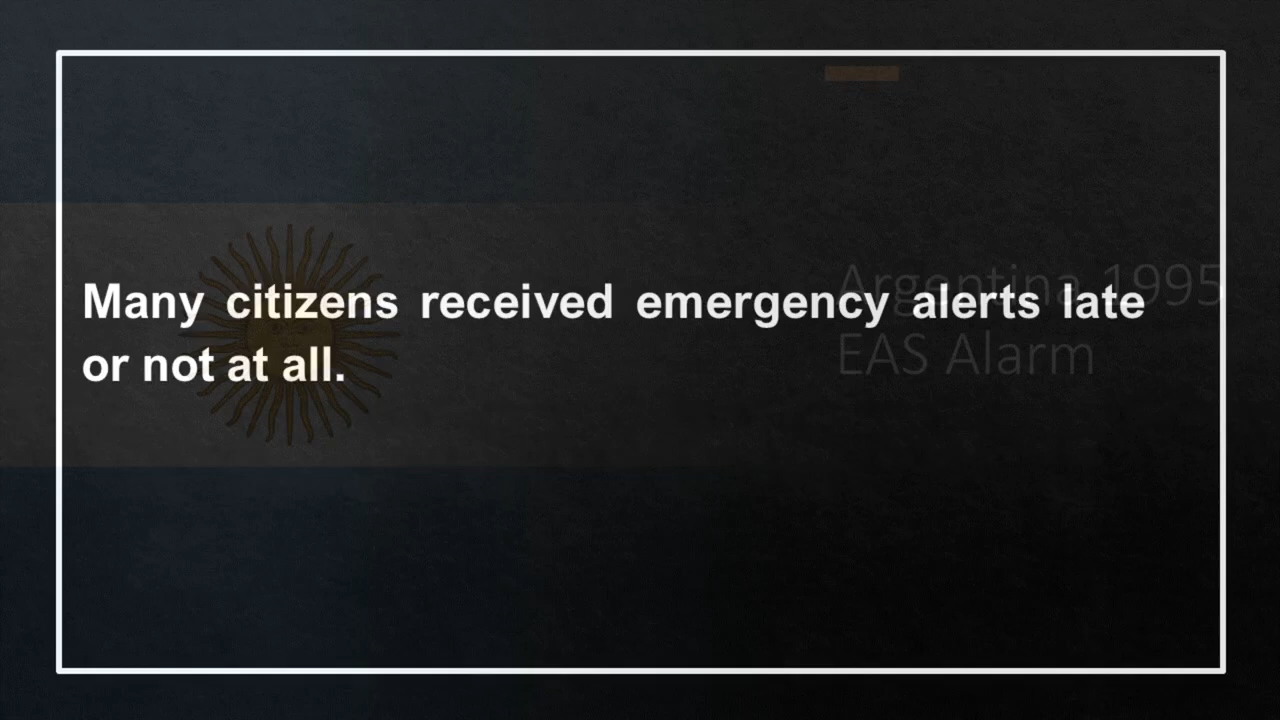 Many citizens received emergency alerts late
or not at all.
Argentina 1995
EAS Alarm